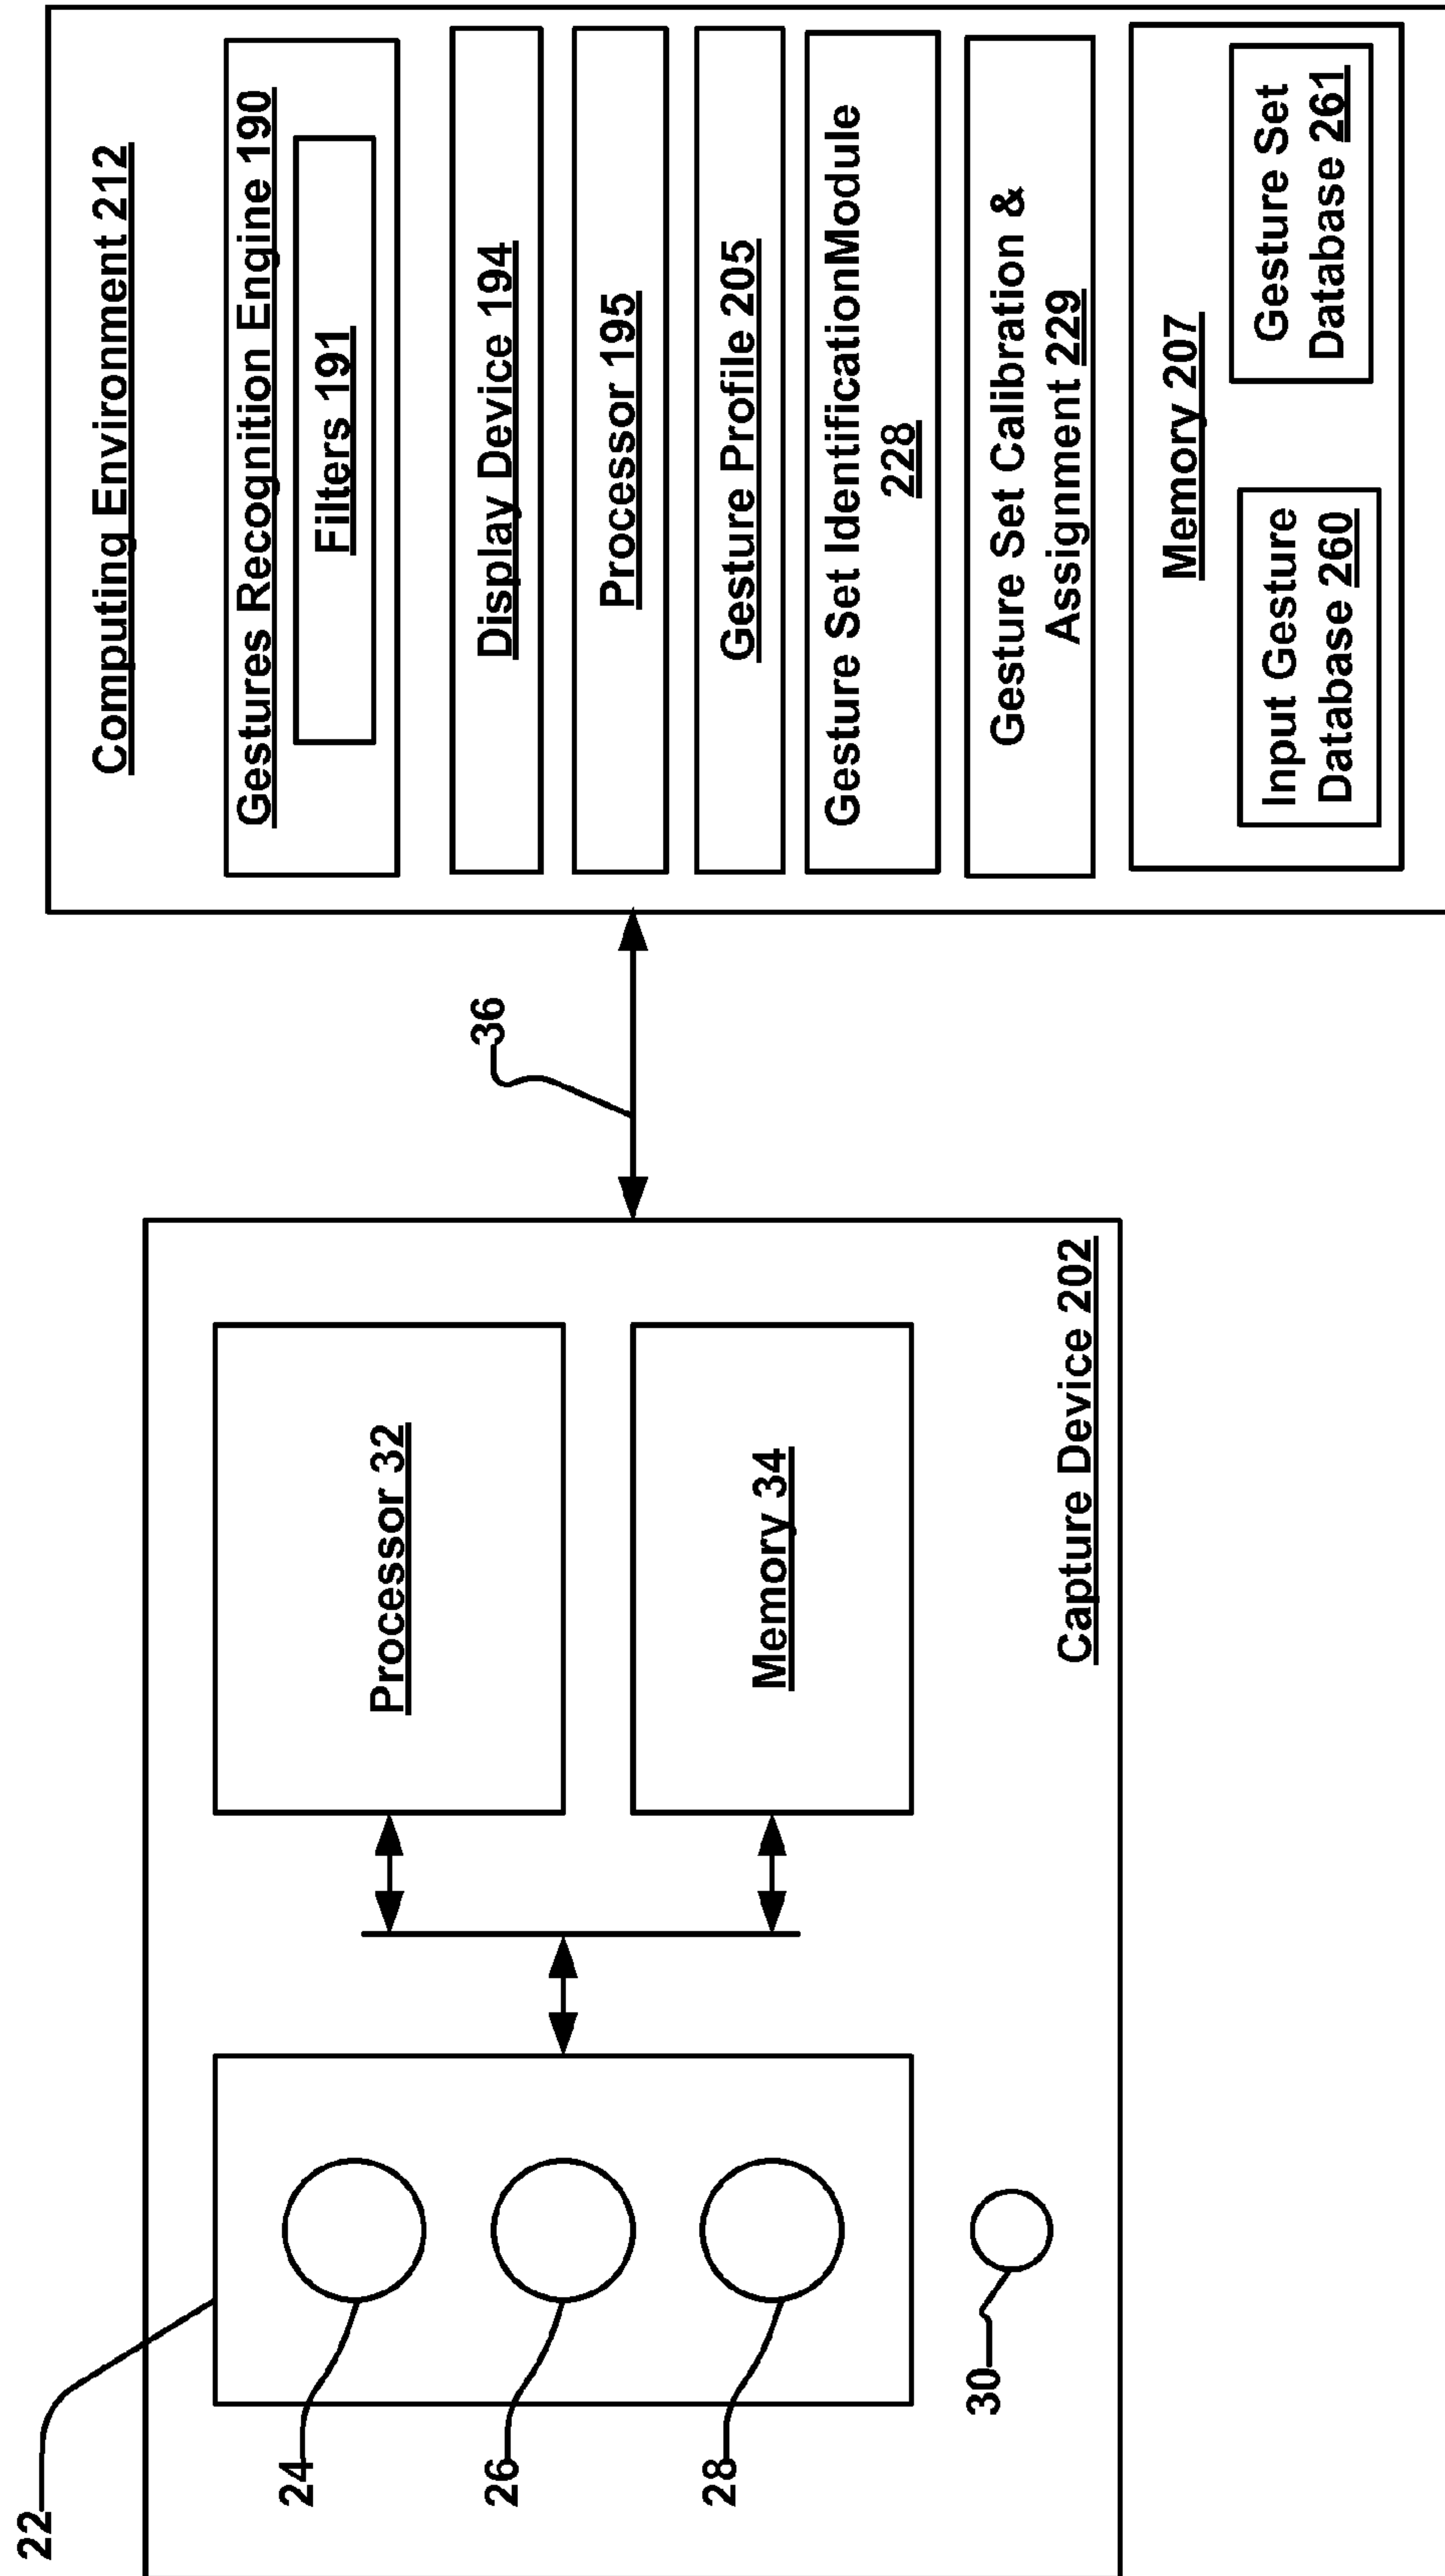 22
24
26
28
30
Processor 32
Memory 34
Capture Device 202
36
Computing Environment 212
Gestures Recognition Engine 190
Filters 191
Display Device 194
Processor 195
Gesture Profile 205
Gesture Set IdentificationModule
228
Gesture Set Calibration &
Assignment 229
Memory 207
Input Gesture
Database 260
Gesture Set
Database 261